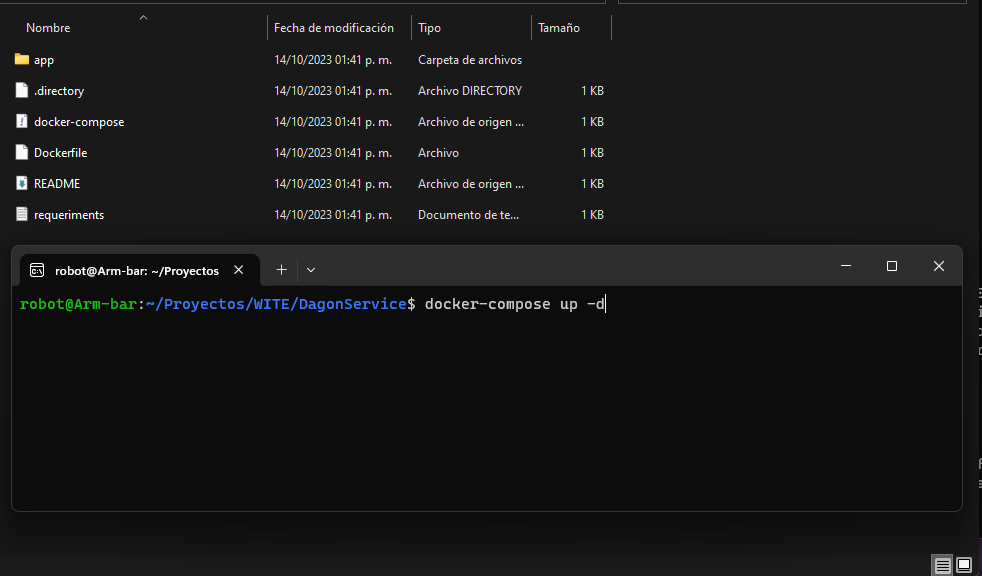 Nombre Fecha de modificación Tipo Tamaño
app 14/10/2023 01:41 p. m. Carpeta de archivos
.directory 14/10/2023 01:41 p. m. Archivo DIRECTORY 1 KB
docker-compose 14/10/2023 01:41 p. m. Archivo de origen ... 1 KB
Dockerfile 14/10/2023 01:41 p. m. Archivo 1 KB
README 14/10/2023 01:41 p. m. Archivo de origen ... 1 KB
requeriments 14/10/2023 01:41 p. m. Documento de te... 1 KB
robot@Arm-bar: ~/Proyectos
robot@Arm-bar:~/Proyectos/WITE/DagonService$ docker-compose up -d